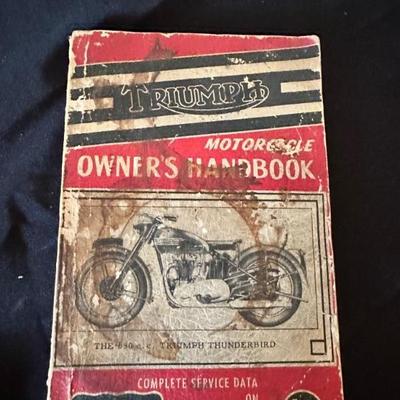 TRIUMPH
MOTORCYCLE
OWNER'S HANDBOOK
THE 650 c.c. TRIUMPH THUNDERBIRD
COMPLETE SERVICE DATA
ON